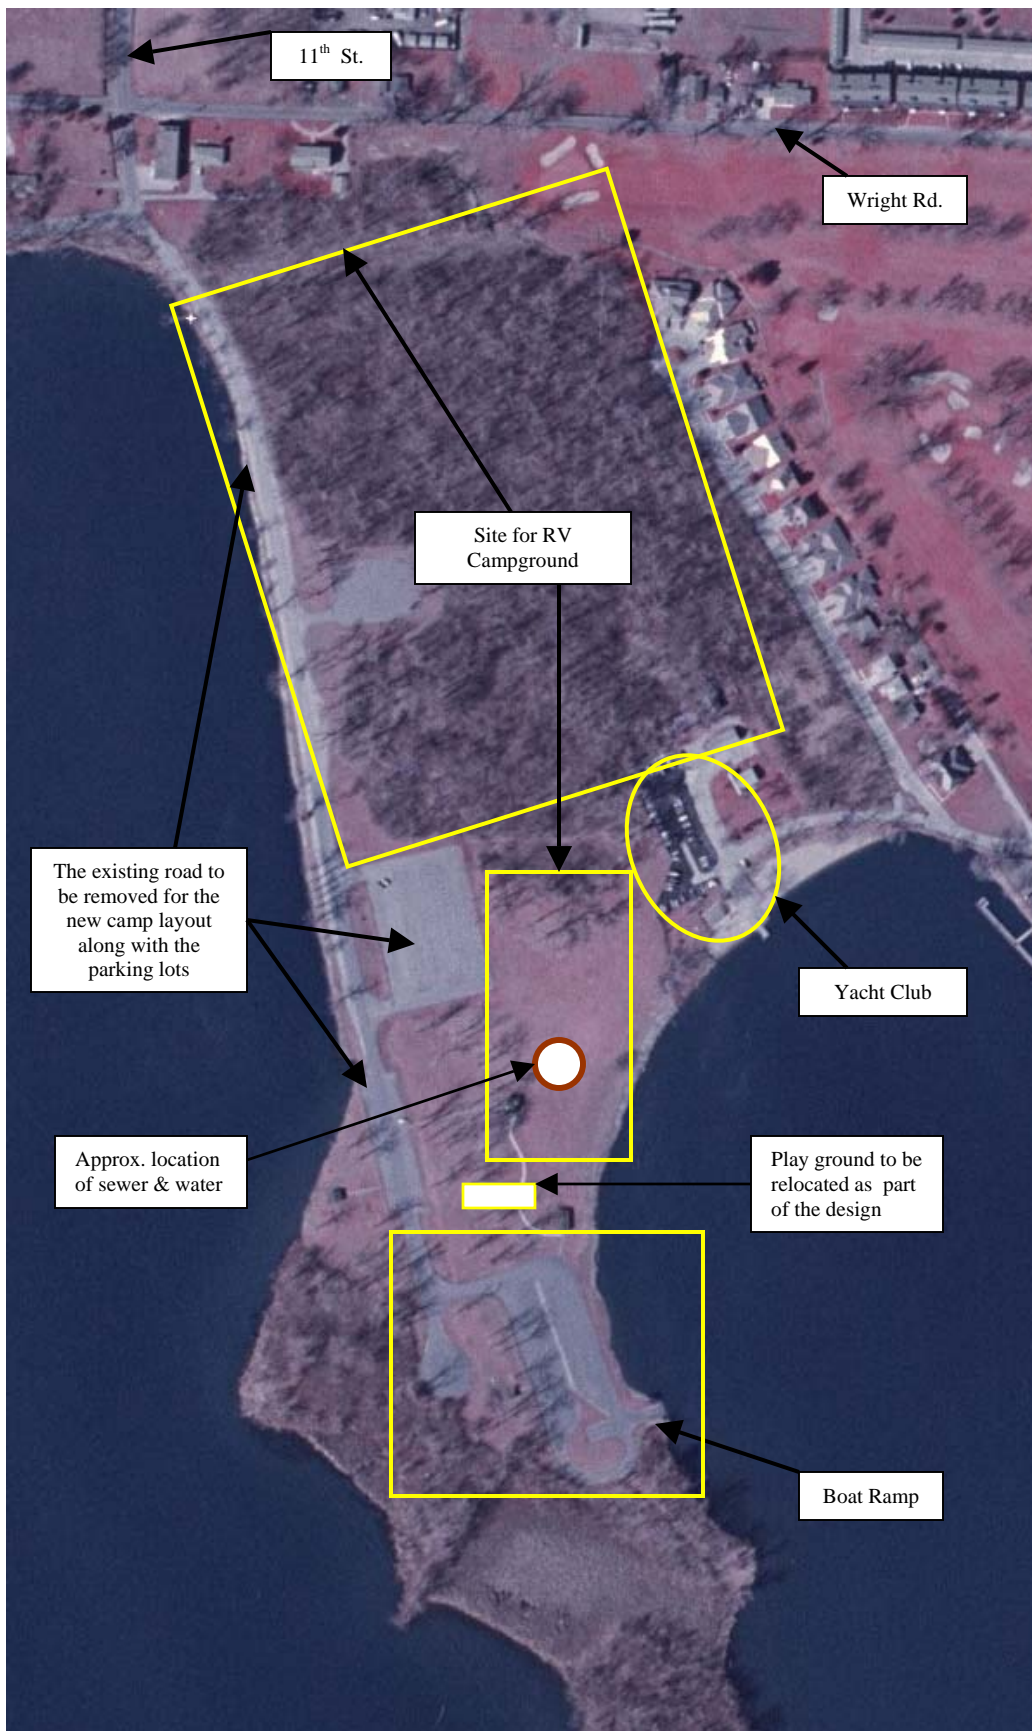 11th St.
Wright Rd.
Site for RV
Campground
The existing road to
be removed for the
new camp layout
along with the
parking lots
Yacht Club
Approx. location
of sewer & water
Play ground to be
relocated as part
of the design
Boat Ramp